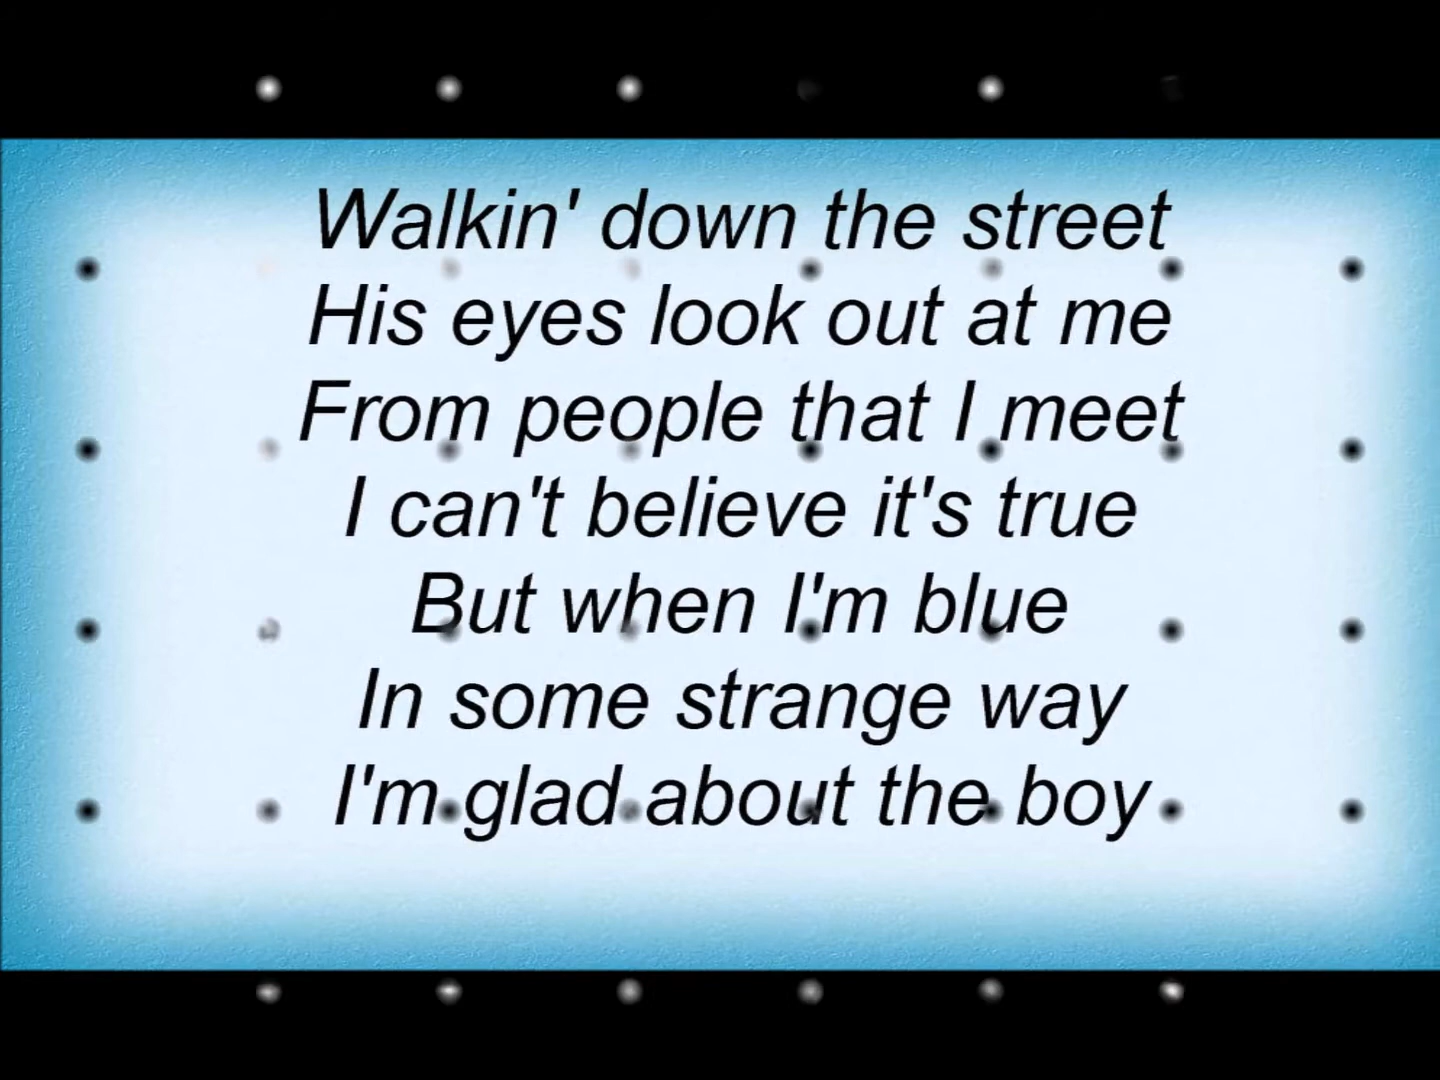 Walkin' down the street
His eyes look out at me
From people that I meet
I can't believe it's true
But when I'm blue
In some strange way
I'm glad about the boy